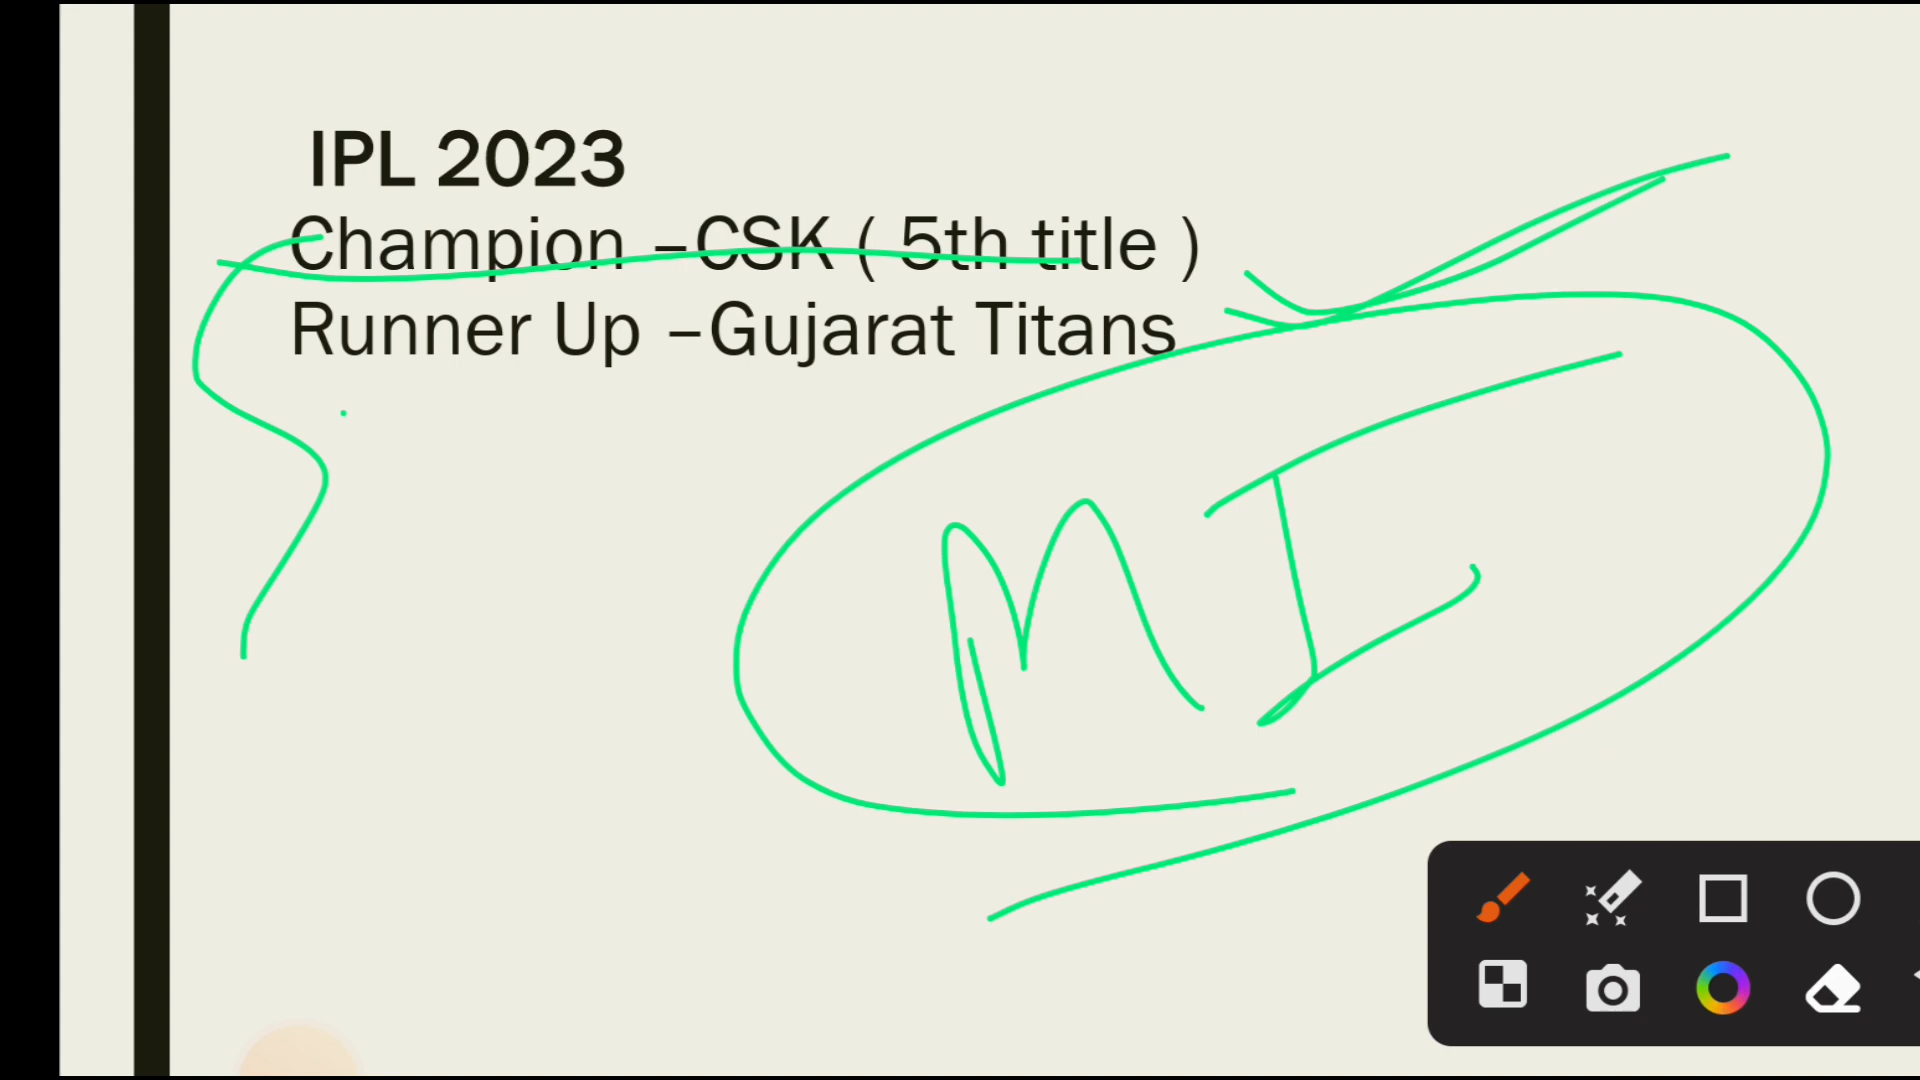 IPL 2023
Champion –CSK ( 5th title )
Runner Up –Gujarat Titans
MI